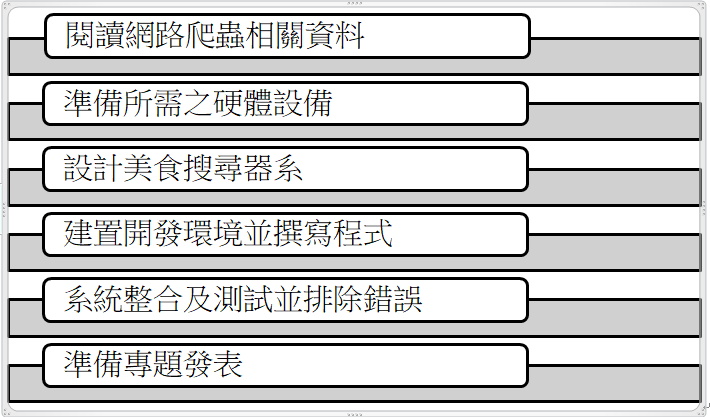 閱讀網路爬蟲相關資料
準備所需之硬體設備
設計美食搜尋器系
建置開發環境並撰寫程式
系統整合及測試並排除錯誤
準備專題發表